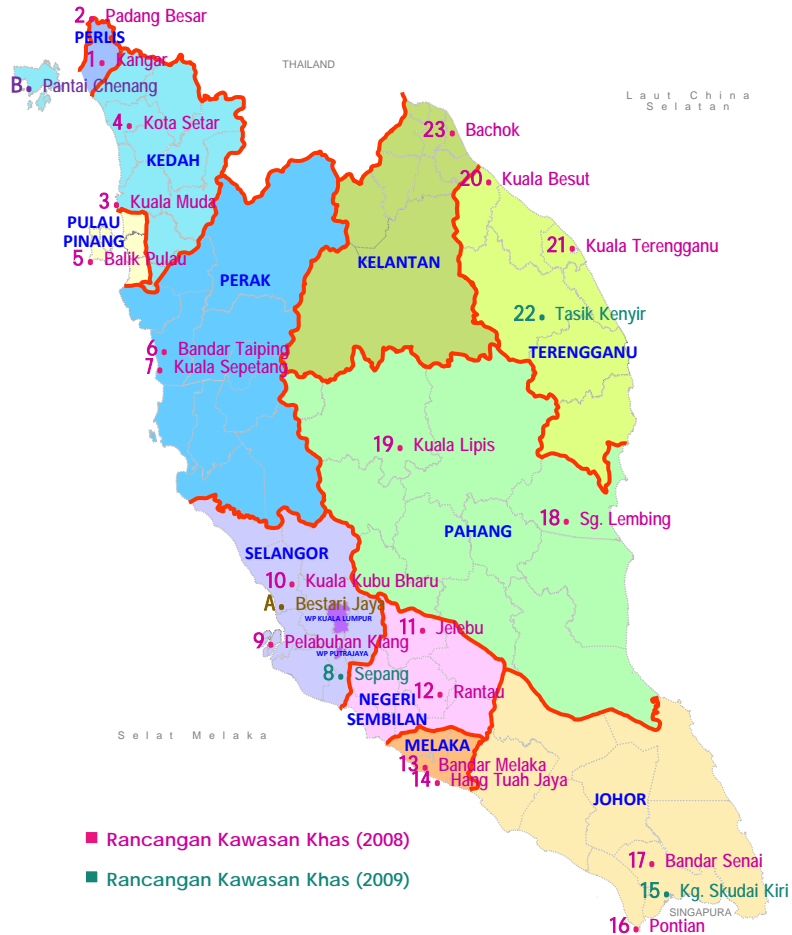 2. Padang Besar
PERLIS
1. Kangar
THAILAND
B. Pantai Chenang
Laut China
Selatan
4. Kota Setar
23. Bachok
KEDAH
20. Kuala Besut
3. Kuala Muda
PULAU
PINANG
21. Kuala Terengganu
5. Balik Pulau
KELANTAN
PERAK
22. Tasik Kenyir
6. Bandar Taiping
TERENGGANU
7. Kuala Sepetang
19. Kuala Lipis
18. Sg. Lembing
PAHANG
SELANGOR
10. Kuala Kubu Bharu
A. Bestari Jaya
WP KUALA LUMPUR
11. Jelebu
9. Pelabuhan Klang
WP PUTRAJAYA
8. Sepang
12. Rantau
NEGERI
SEMBILAN
Selat Melaka
MELAKA
13. Bandar Melaka
14. Hang Tuah Jaya
JOHOR
Rancangan Kawasan Khas (2008)
17. Bandar Senai
Rancangan Kawasan Khas (2009)
15. Kg. Skudai Kiri
SINGAPURA
16. Pontian